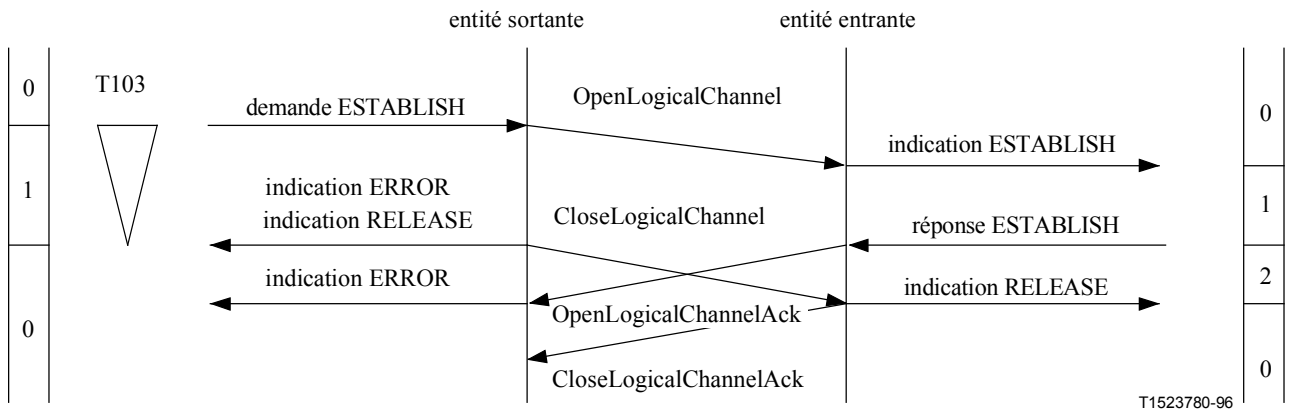 entité sortante
entité entrante
0
T103
demande ESTABLISH
OpenLogicalChannel
0
indication ESTABLISH
1
indication ERROR
indication RELEASE
CloseLogicalChannel
1
réponse ESTABLISH
indication ERROR
2
indication RELEASE
OpenLogicalChannelAck
0
CloseLogicalChannelAck
0
T1523780-96